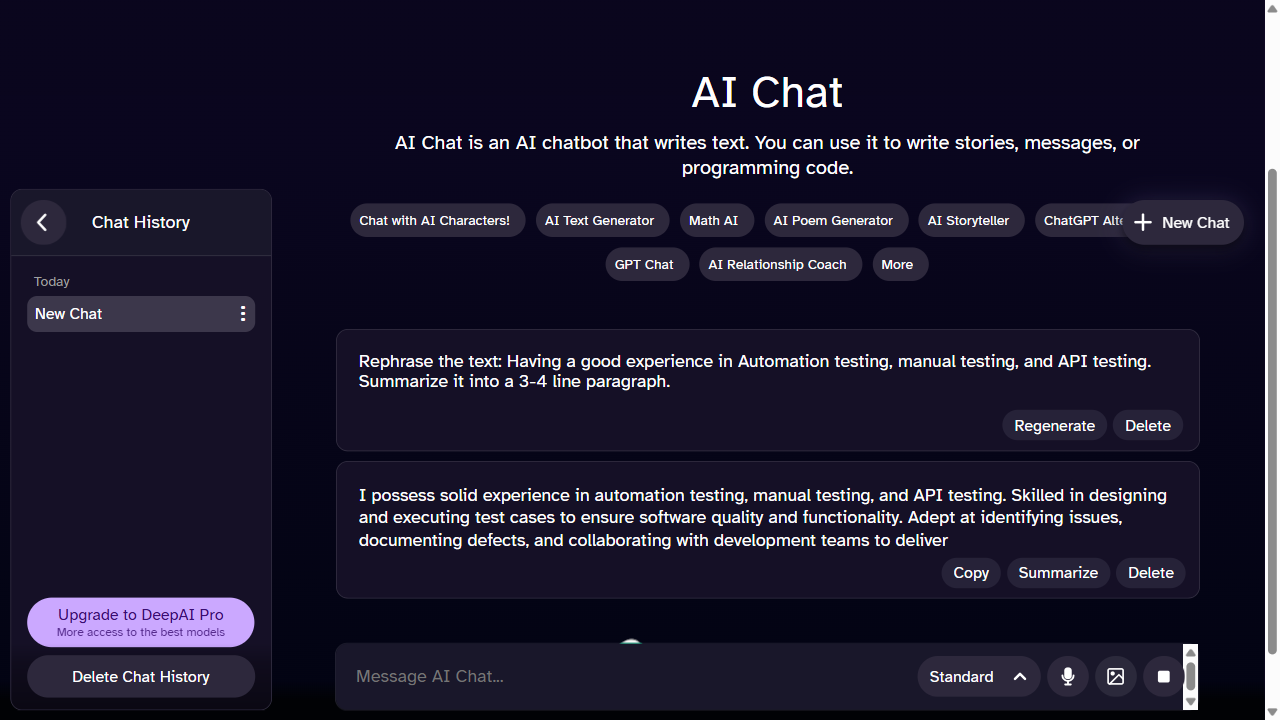 AI Chat
AI Chat is an AI chatbot that writes text. You can use it to write stories, messages, or
programming code.
Chat History
Chat with AI Characters!
AI Text Generator
Math AI
AI Poem Generator
AI Storyteller
ChatGPT Alte
New Chat
GPT Chat
AI Relationship Coach
More
Today
New Chat
Rephrase the text: Having a good experience in Automation testing, manual testing, and API testing.
Summarize it into a 3-4 line paragraph.
Regenerate
Delete
I possess solid experience in automation testing, manual testing, and API testing. Skilled in designing
and executing test cases to ensure software quality and functionality. Adept at identifying issues,
documenting defects, and collaborating with development teams to deliver
Copy
Summarize
Delete
Upgrade to DeepAI Pro
More access to the best models
Delete Chat History
Message AI Chat...
Standard